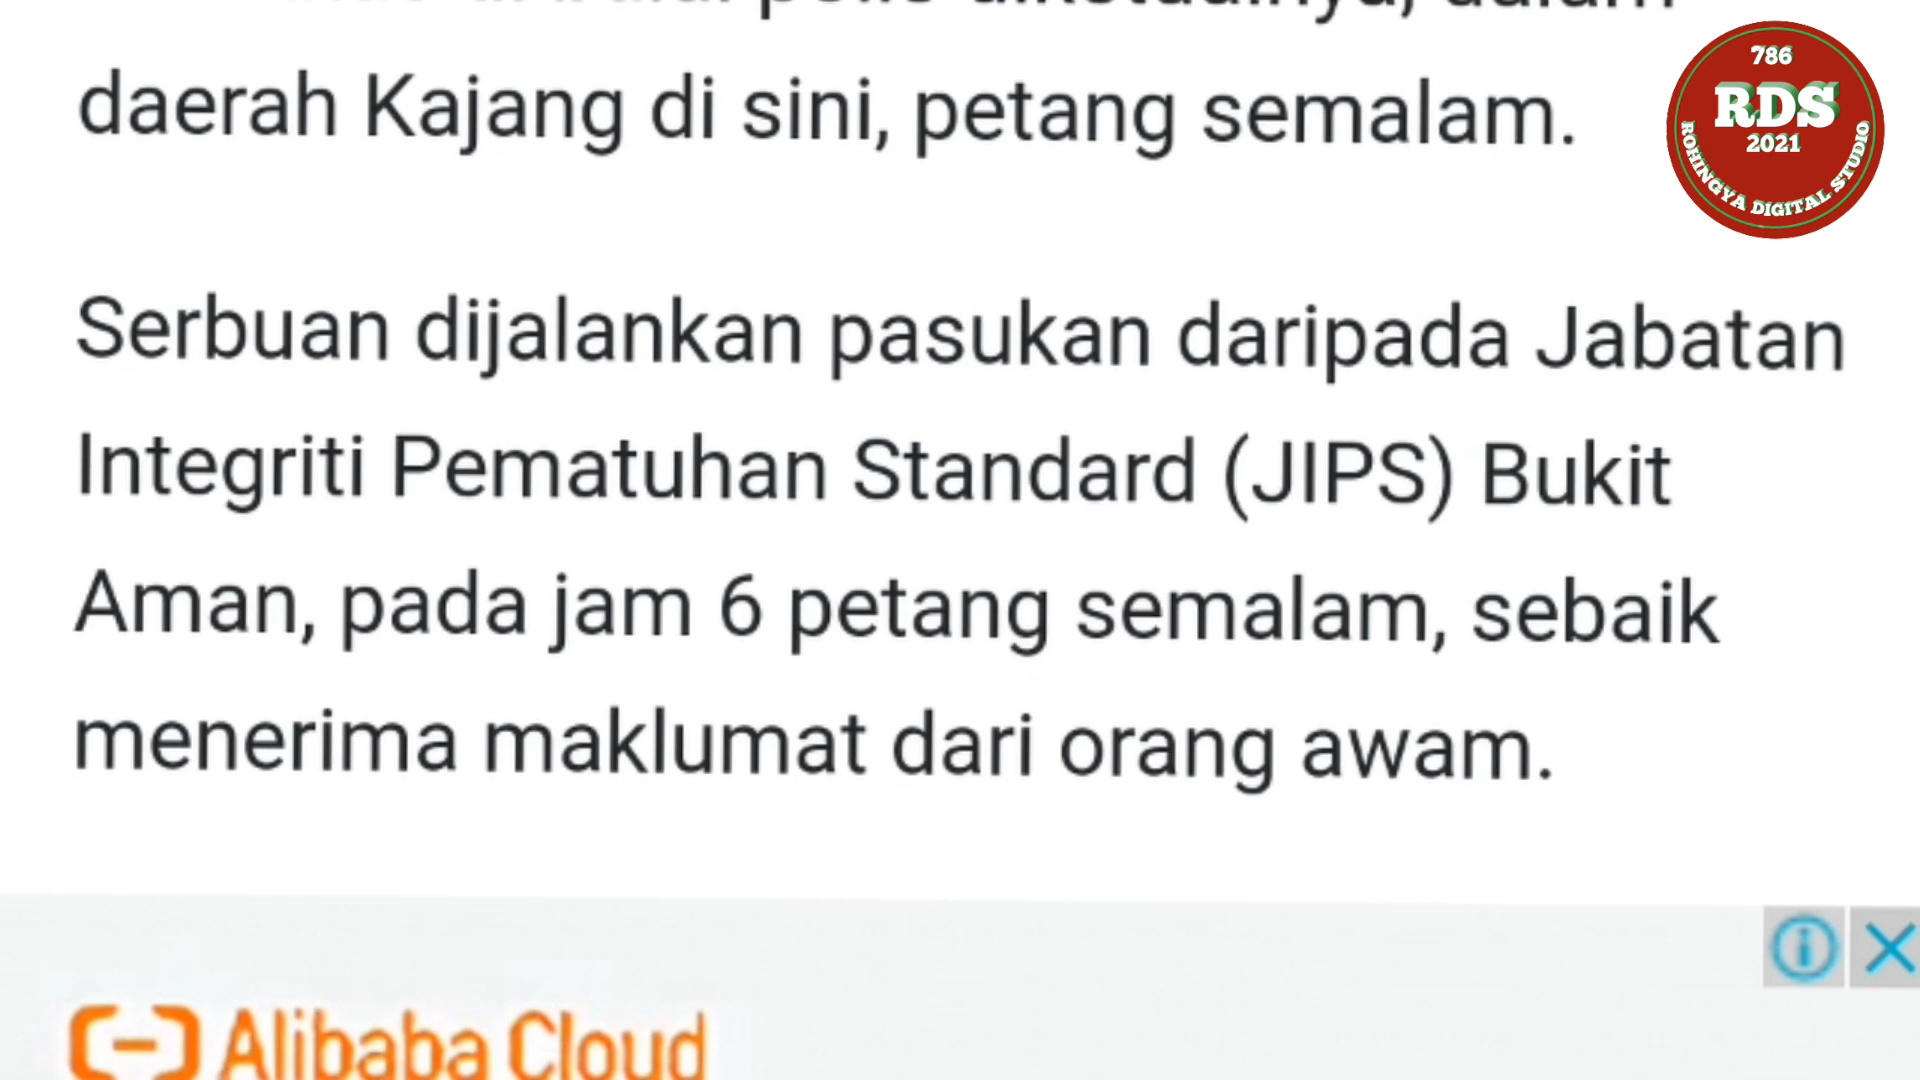 daerah Kajang di sini, petang semalam.
786
RDS
2021
ROHINGYA DIGITAL STUDIO
Serbuan dijalankan pasukan daripada Jabatan
Integriti Pematuhan Standard (JIPS) Bukit
Aman, pada jam 6 petang semalam, sebaik
menerima maklumat dari orang awam.
Alibaba Cloud